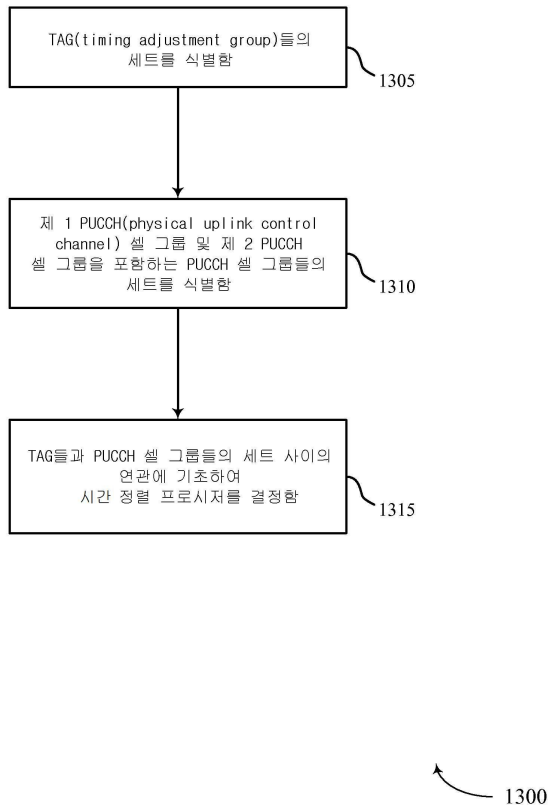 TAG(timing adjustment group)들의
세트를 식별함
1305
제 1 PUCCH(physical uplink control
channel) 셀 그룹 및 제 2 PUCCH
셀 그룹을 포함하는 PUCCH 셀 그룹들의
세트를 식별함
1310
TAG들과 PUCCH 셀 그룹들의 세트 사이의
연관에 기초하여
시간 정렬 프로시저를 결정함
1315
1300